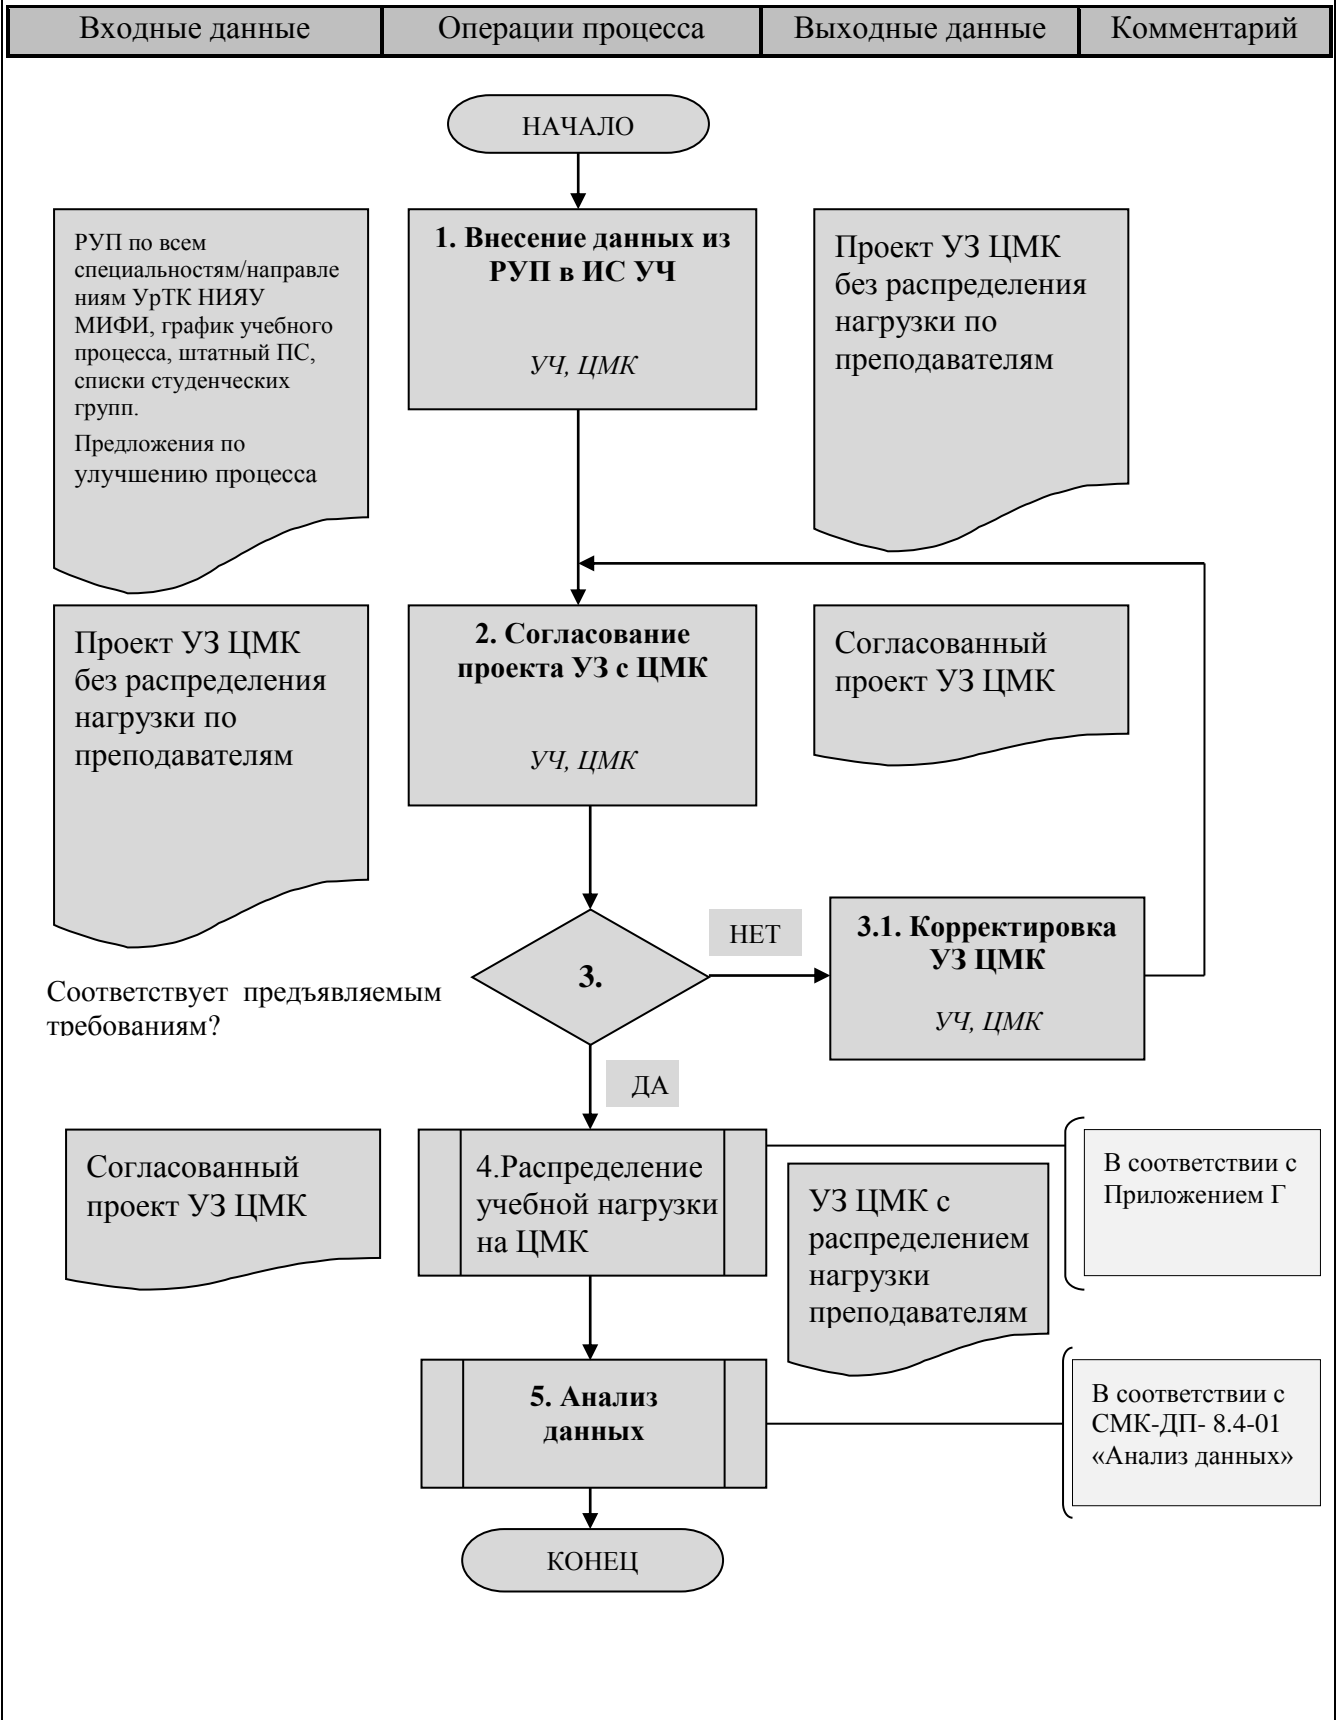 Входные данные
Операции процесса
Выходные данные
Комментарий
НАЧАЛО
РУП по всем
специальностям/направле
ниям УрТК НИЯУ
МИФИ, график учебного
процесса, штатный ПС,
списки студенческих
групп.
Предложения по
улучшению процесса
1. Внесение данных из
РУП в ИС УЧ
УЧ, ЦМК
Проект УЗ ЦМК
без распределения
нагрузки по
преподавателям
Проект УЗ ЦМК
без распределения
нагрузки по
преподавателям
2. Согласование
проекта УЗ с ЦМК
УЧ, ЦМК
Согласованный
проект УЗ ЦМК
Соответствует предъявляемым
требованиям?
3.
НЕТ
3.1. Корректировка
УЗ ЦМК
УЧ, ЦМК
ДА
Согласованный
проект УЗ ЦМК
4.Распределение
учебной нагрузки
на ЦМК
УЗ ЦМК с
распределением
нагрузки
преподавателям
В соответствии с
Приложением Г
5. Анализ
данных
В соответствии с
СМК-ДП- 8.4-01
«Анализ данных»
КОНЕЦ